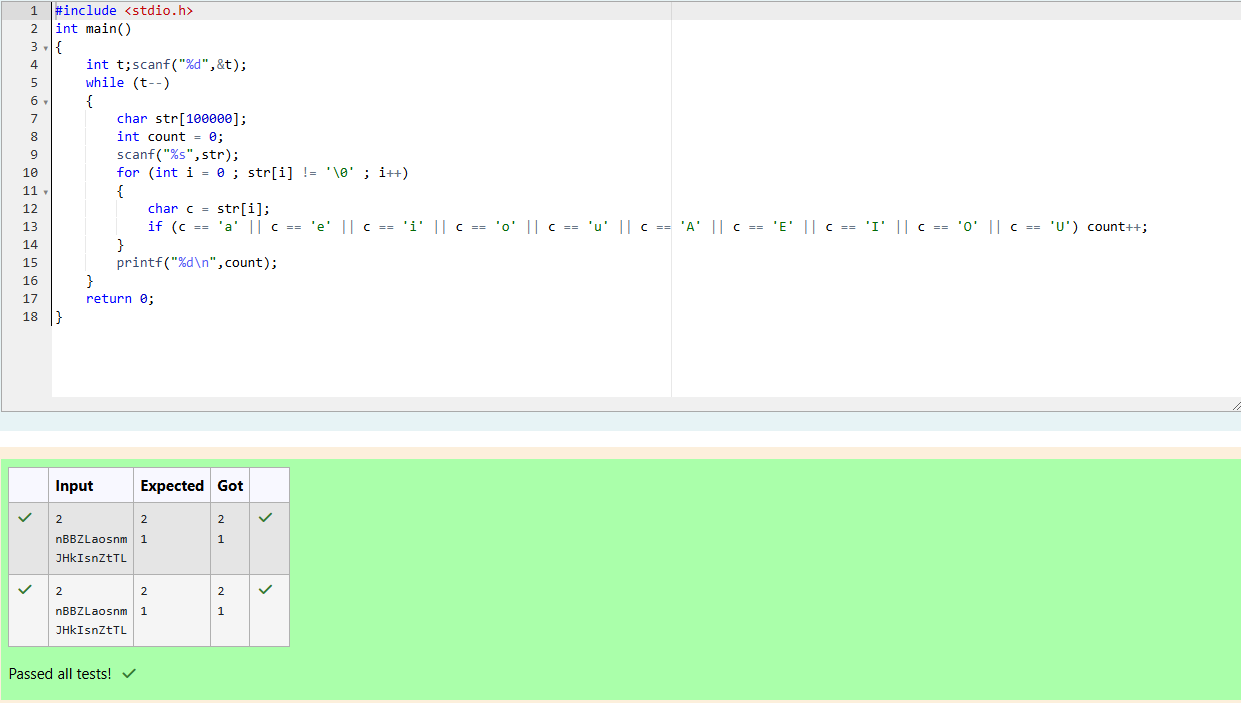 1 #include <stdio.h>
2 int main()
3 {
4     int t;scanf("%d",&t);
5     while (t--)
6     {
7         char str[100000];
8         int count = 0;
9         scanf("%s",str);
10         for (int i = 0 ; str[i] != '\0' ; i++)
11         {
12             char c = str[i];
13             if (c == 'a' || c == 'e' || c == 'i' || c == 'o' || c == 'u' || c == 'A' || c == 'E' || c == 'I' || c == 'O' || c == 'U') count++;
14         }
15         printf("%d\n",count);
16     }
17     return 0;
18 }
Input Expected Got
2 2 2
nBBZLaosnm 1 1
JHkIsnZtTL
2 2 2
nBBZLaosnm 1 1
JHkIsnZtTL
Passed all tests!